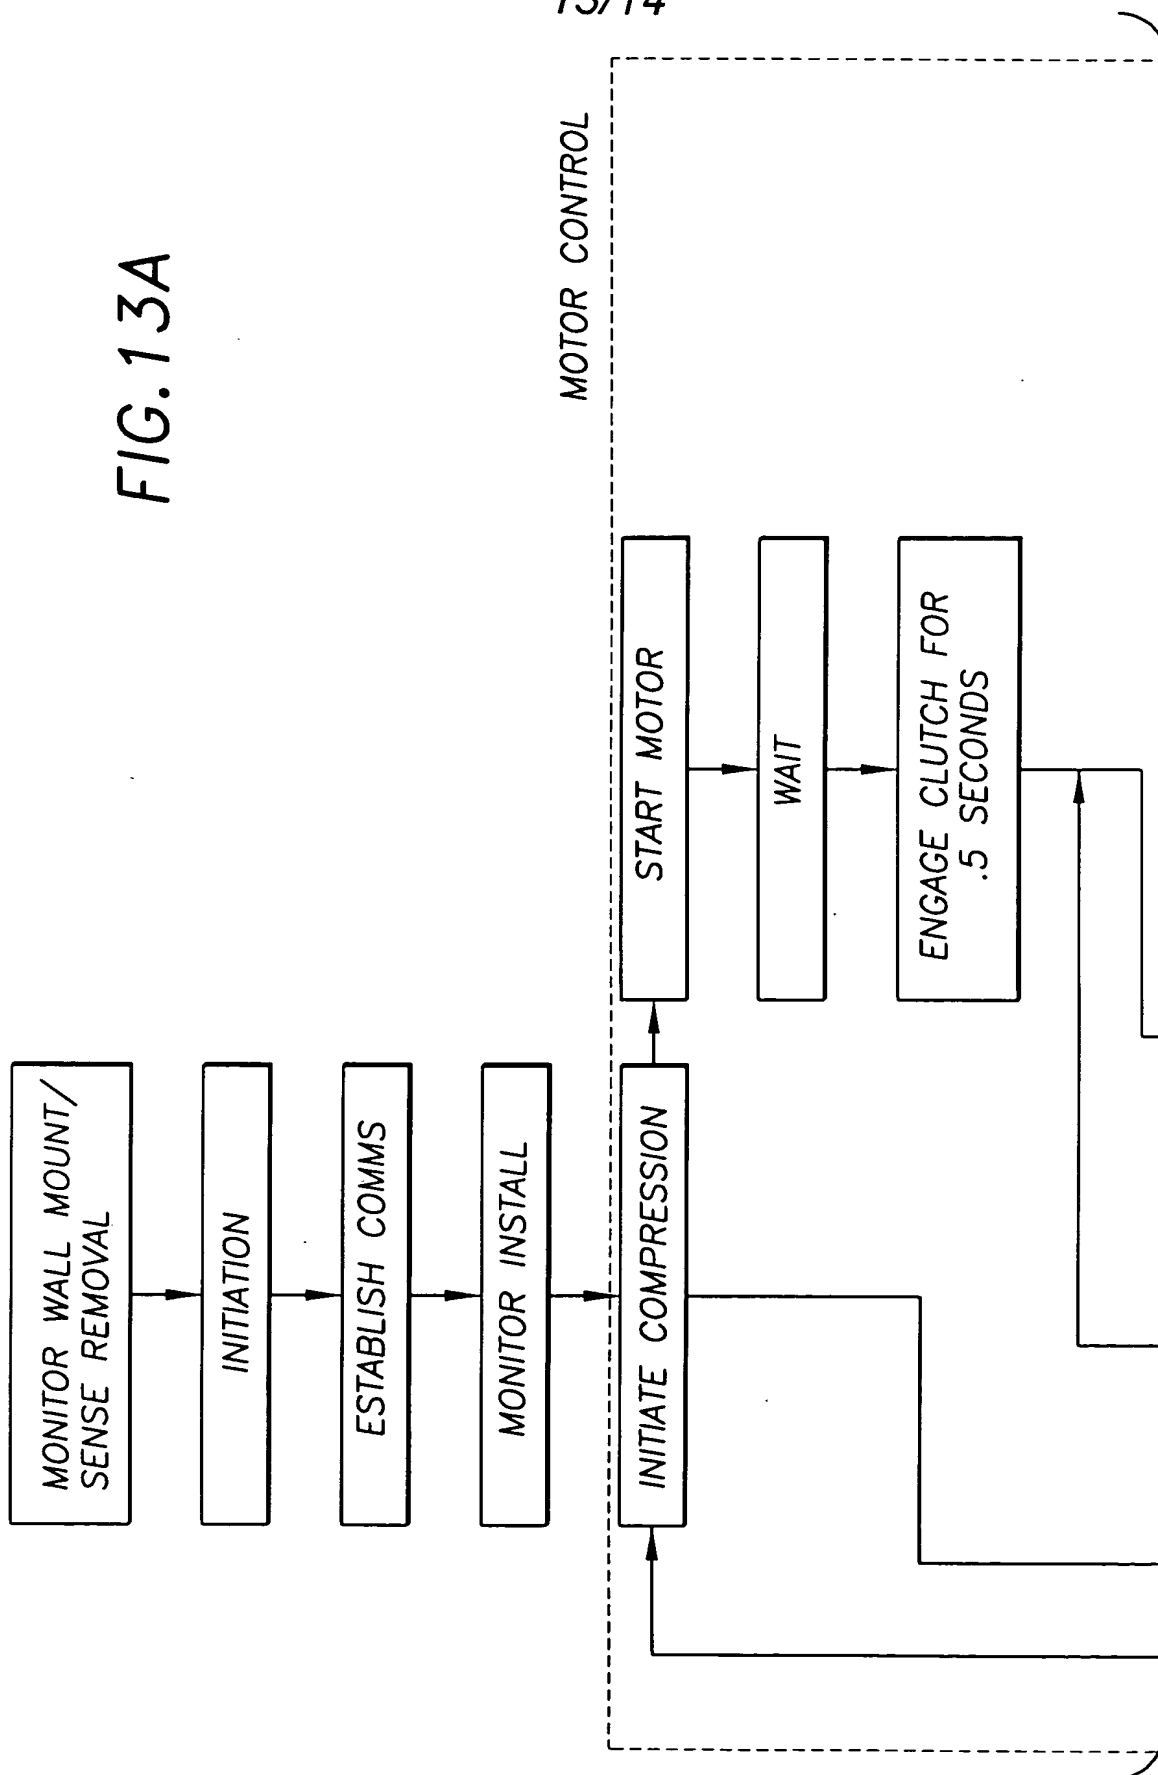 13/14
FIG.13A
MOTOR CONTROL
MONITOR WALL MOUNT/
SENSE REMOVAL
INITIATION
ESTABLISH COMMS
MONITOR INSTALL
INITIATE COMPRESSION
START MOTOR
WAIT
ENGAGE CLUTCH FOR
.5 SECONDS